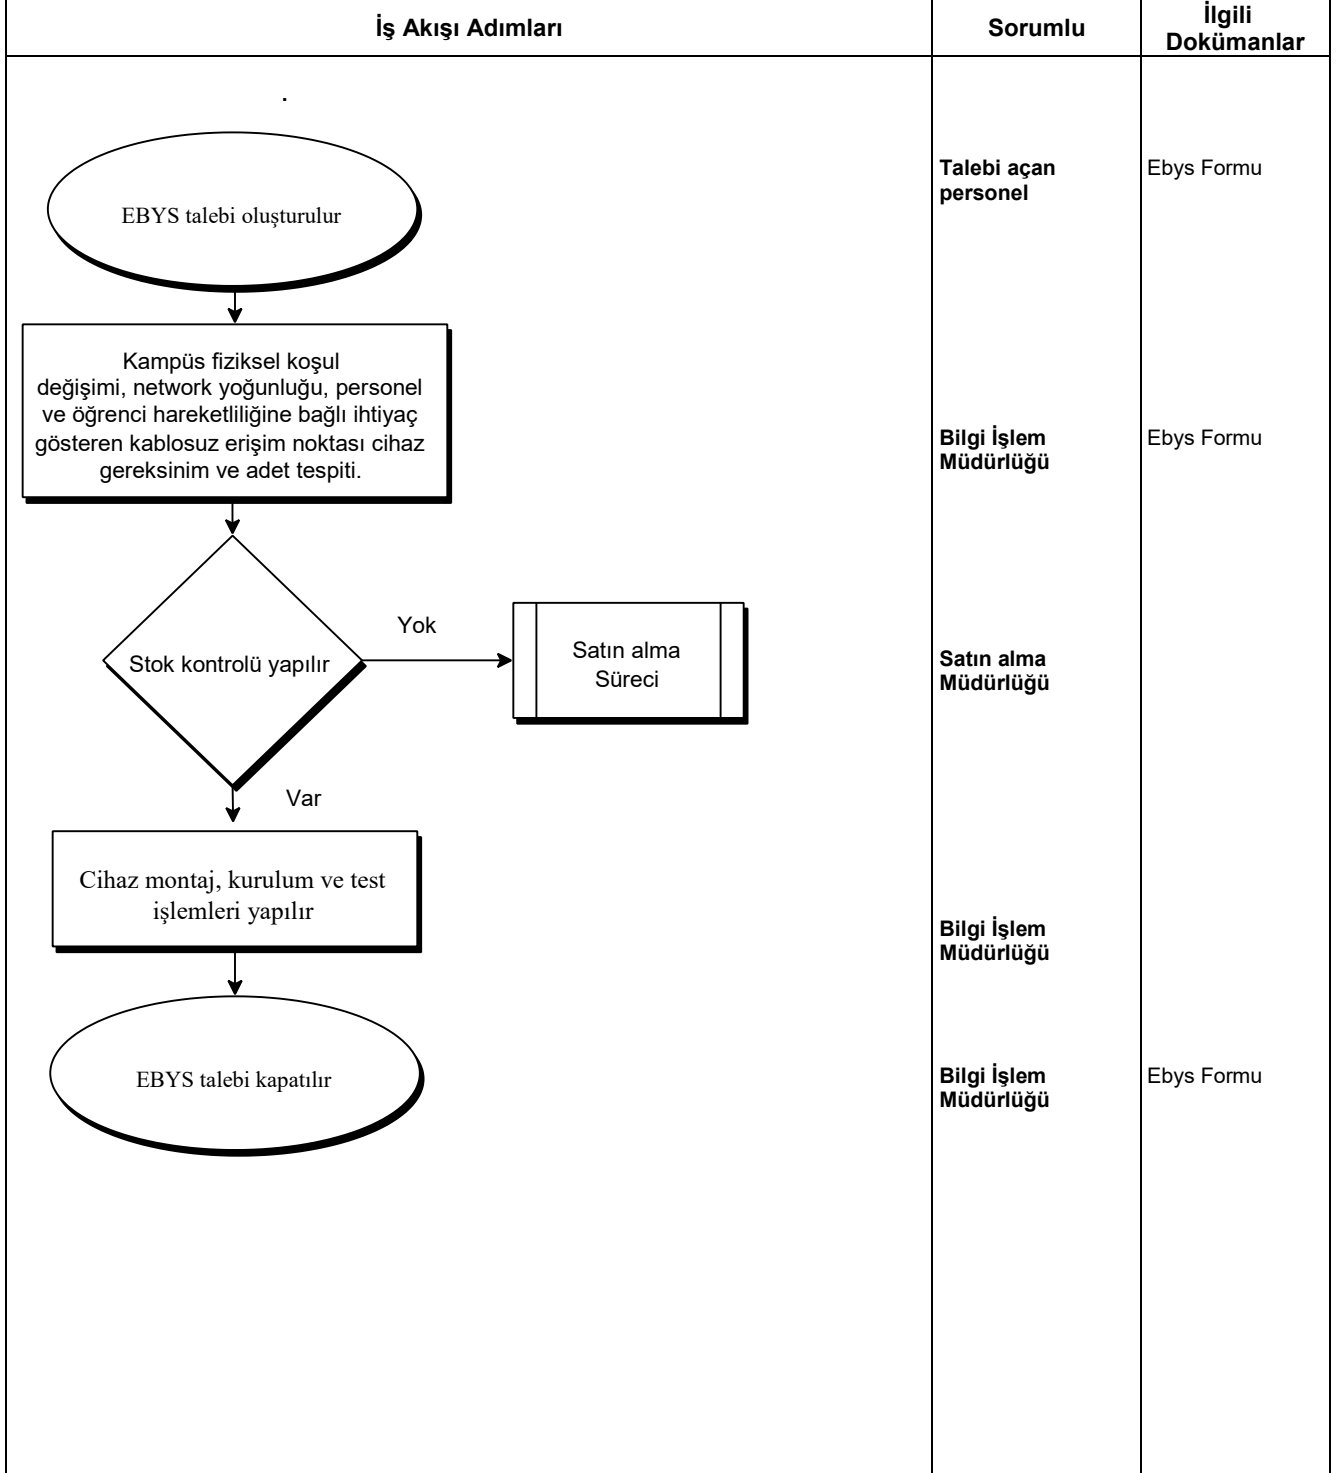 İş Akışı Adımları
Sorumlu
İlgili
Dokümanlar
.
EBYS talebi oluşturulur
Talebi açan
personel
Ebys Formu
Kampüs fiziksel koşul
değişimi, network yoğunluğu, personel
ve öğrenci hareketliliğine bağlı ihtiyaç
gösteren kablosuz erişim noktası cihaz
gereksinim ve adet tespiti.
Bilgi İşlem
Müdürlüğü
Ebys Formu
Stok kontrolü yapılır
Yok
Satın alma
Süreci
Satın alma
Müdürlüğü
Var
Cihaz montaj, kurulum ve test
işlemleri yapılır
Bilgi İşlem
Müdürlüğü
EBYS talebi kapatılır
Bilgi İşlem
Müdürlüğü
Ebys Formu